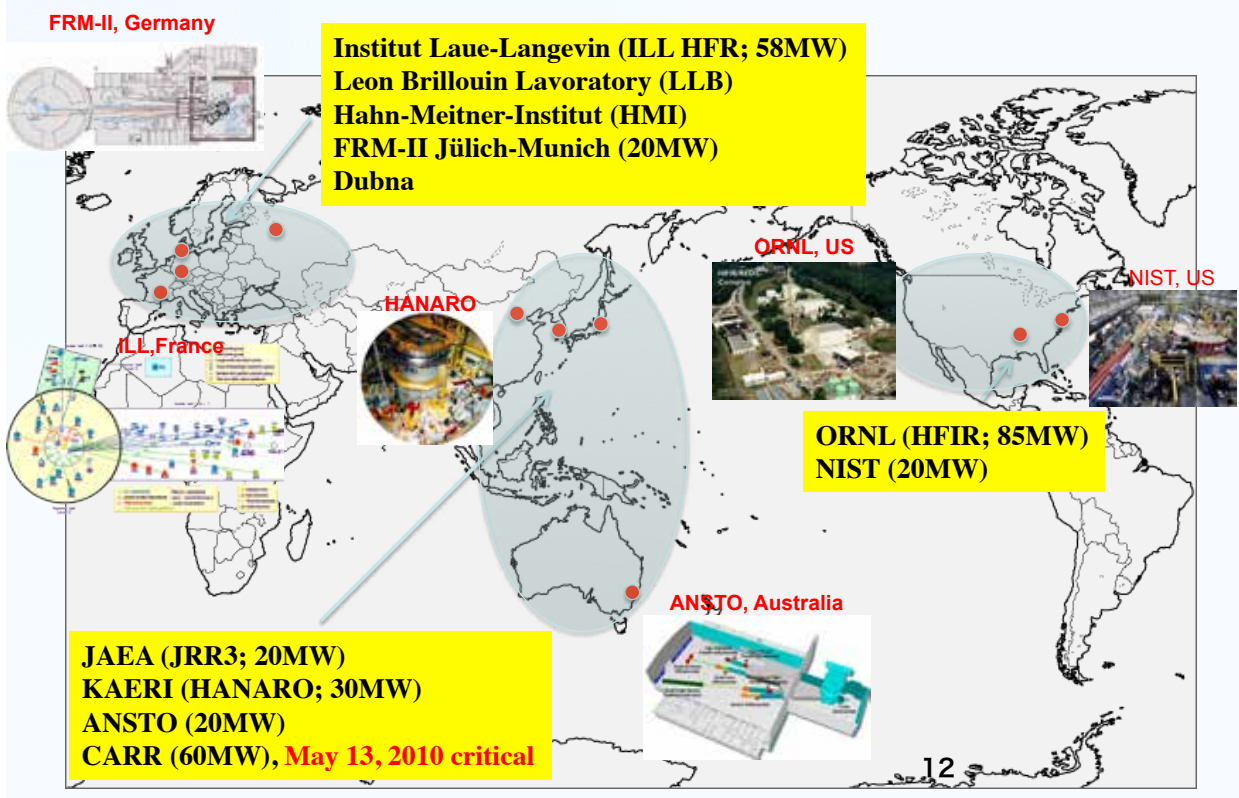 FRM-II, Germany
Institut Laue-Langevin (ILL HFR; 58MW)
Leon Brillouin Lavoratory (LLB)
Hahn-Meitner-Institut (HMI)
FRM-II Jülich-Munich (20MW)
Dubna
ORNL, US
NIST, US
HANARO
ILL,France
ORNL (HFIR; 85MW)
NIST (20MW)
ANSTO, Australia
JAEA (JRR3; 20MW)
KAERI (HANARO; 30MW)
ANSTO (20MW)
CARR (60MW), May 13, 2010 critical
12